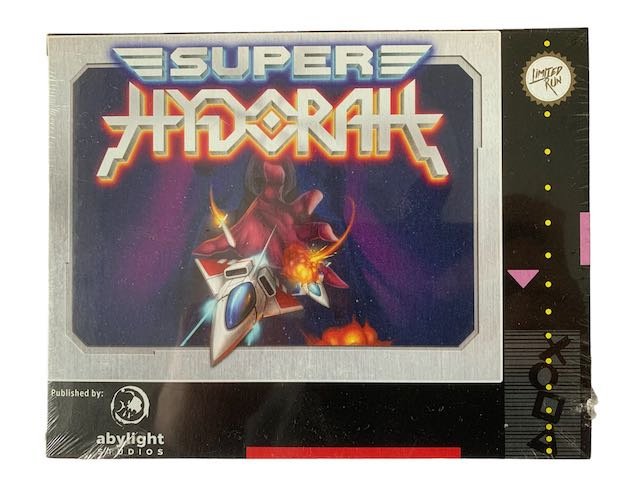 SUPER
HYDORAH
LIMITED
RUN
Published by:
abylight
STUDIOS